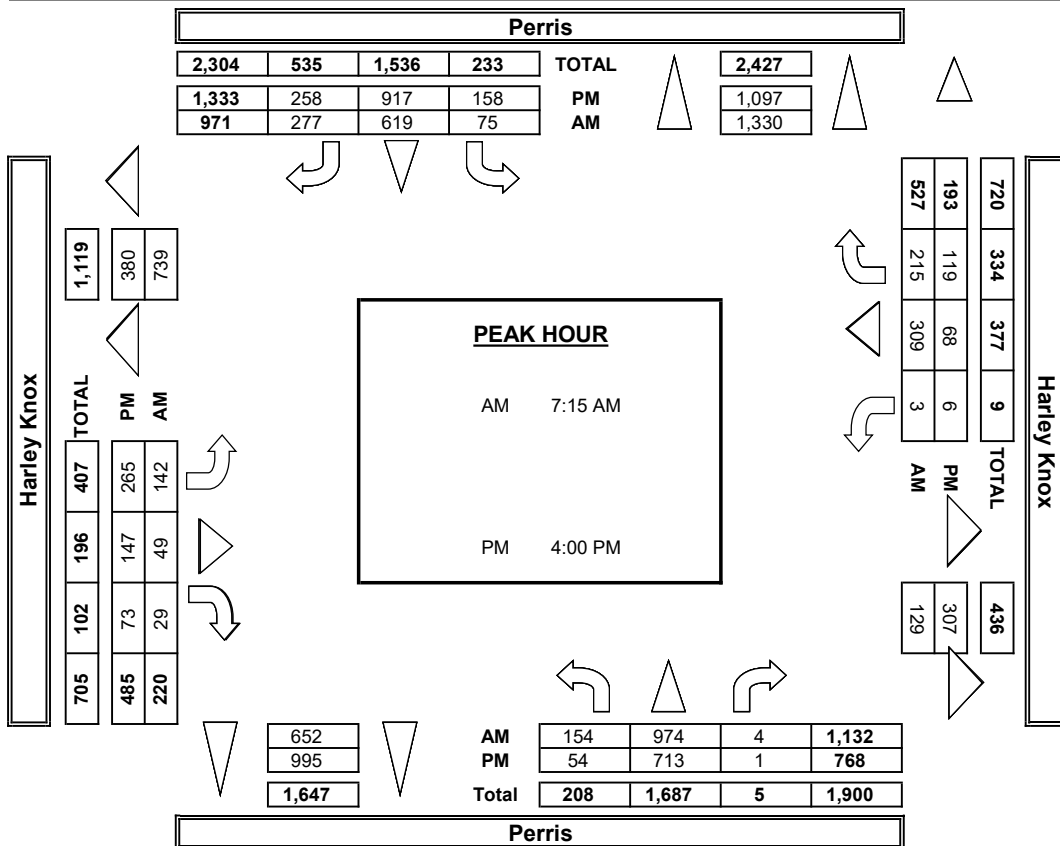 Perris
2,304 535 1,536 233 TOTAL 2,427
1,333 258 917 158 PM 1,097
971 277 619 75 AM 1,330
Harley Knox
1,119
380
739
TOTAL
PM
AM
407 196 102 705
265 147 73 485
142 49 29 220
PEAK HOUR
AM 7:15 AM
PM 4:00 PM
720 334 377 9 TOTAL
193 119 68 6 PM
527 215 309 3 AM
436
307
129
Harley Knox
652 AM 154 974 4 1,132
995 PM 54 713 1 768
1,647 Total 208 1,687 5 1,900
Perris